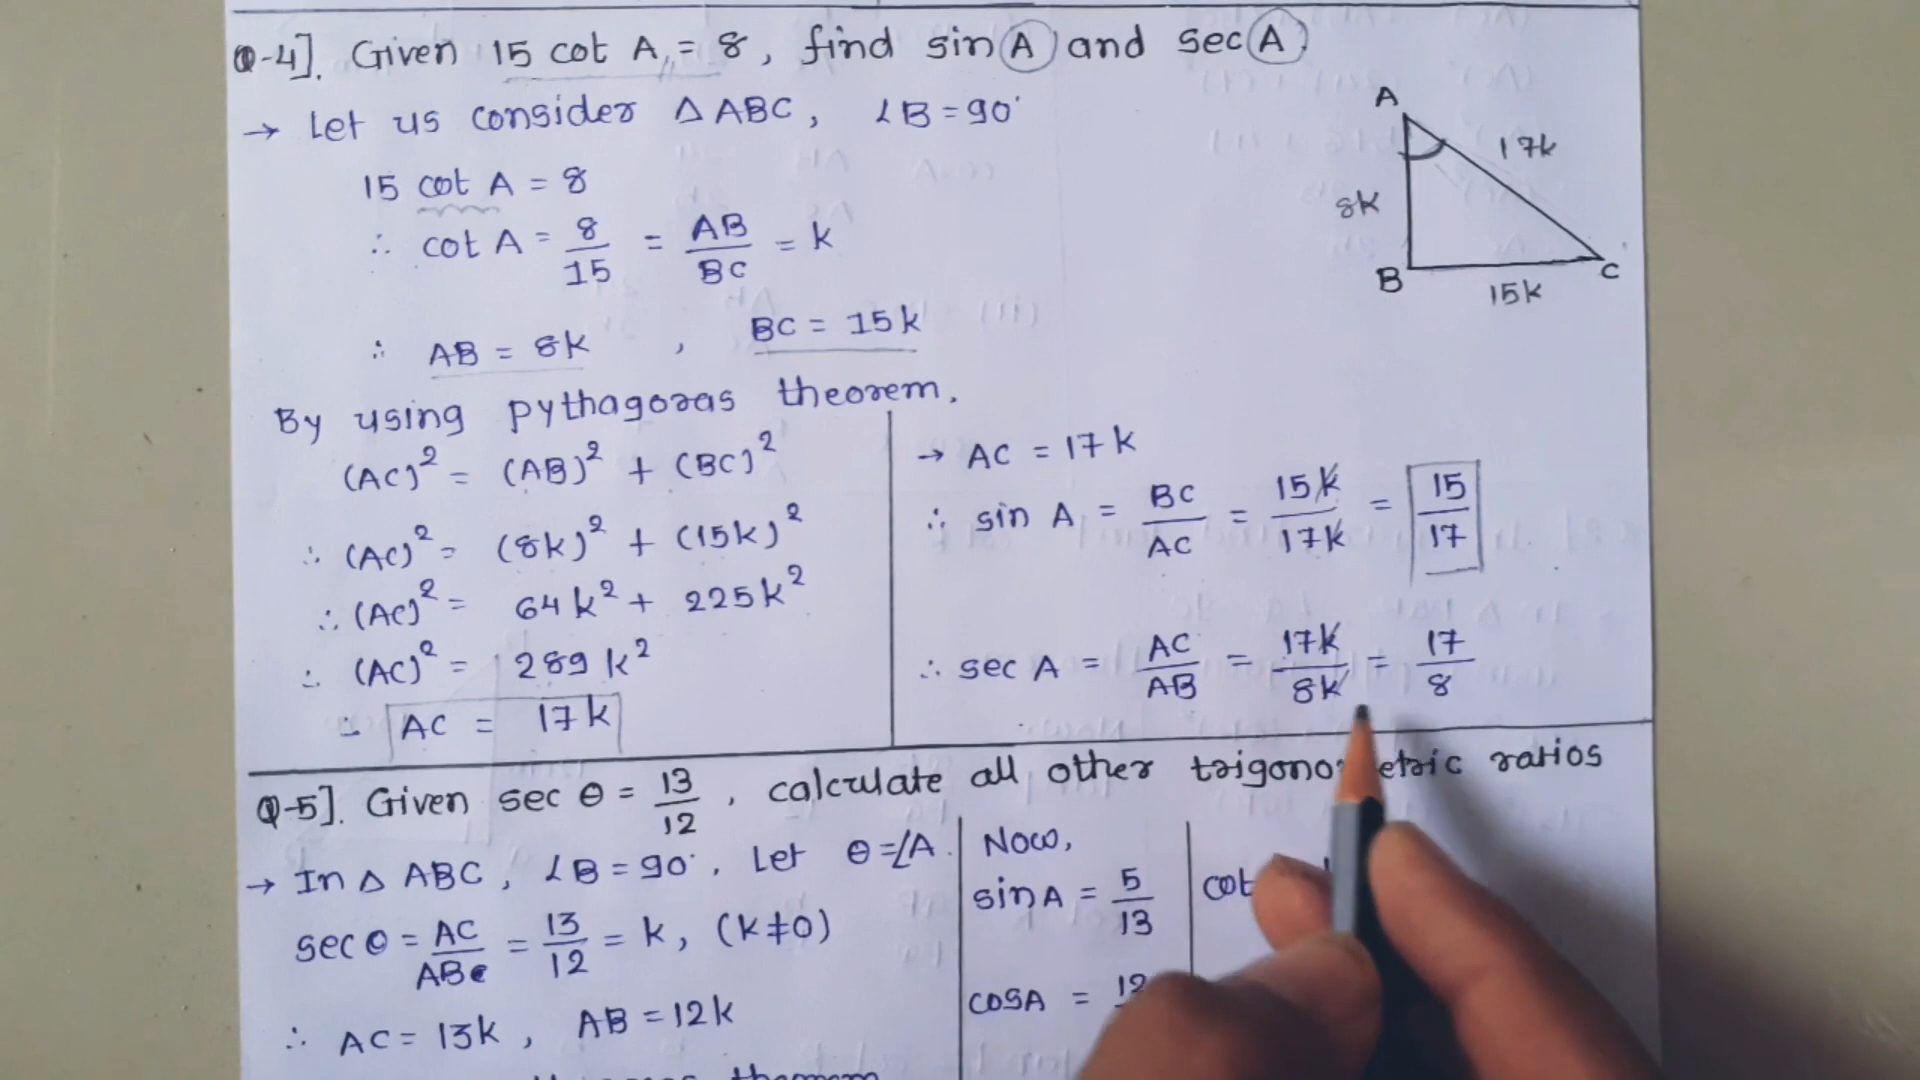 Q-4]. Given 15 cot A = 8, find sin A and sec A.
→ Let us consider △ ABC, ∠B = 90°
15 cot A = 8
∴ cot A = 8/15 = AB/BC = k
∴ AB = 8k , BC = 15k
A
17k
8k
B
C
15k
By using pythagoras theorem.
(AC)² = (AB)² + (BC)²
∴ (AC)² = (8k)² + (15k)²
∴ (AC)² = 64k² + 225k²
∴ (AC)² = 289k²
∴ AC = 17k
→ AC = 17k
∴ sin A = BC/AC = 15k/17k = 15/17
∴ sec A = AC/AB = 17k/8k = 17/8
Q-5]. Given sec θ = 13/12, calculate all other ratios
→ In △ ABC, ∠B = 90°, Let θ = ∠A.
sec θ = AC/AB = 13/12 = k, (k≠0)
∴ AC = 13k, AB = 12k
Now,
sin A = 5/13
cos A = 12
cot